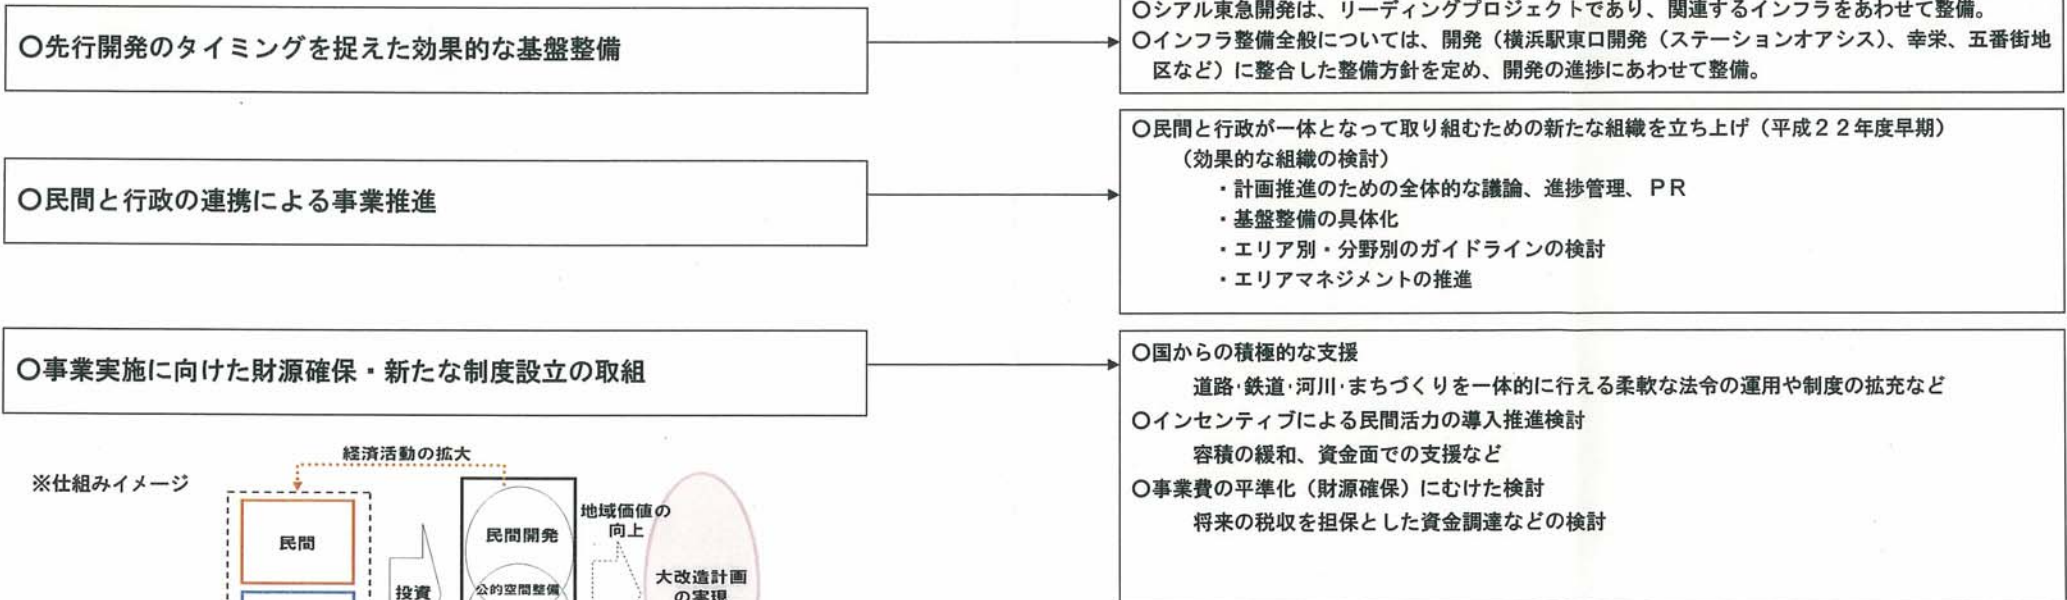 ○先行開発のタイミングを捉えた効果的な基盤整備
○シアル東急開発は、リーディングプロジェクトであり、関連するインフラをあわせて整備。
○インフラ整備全般については、開発（横浜駅東口開発（ステーションオアシス）、幸栄、五番街地
区など）に整合した整備方針を定め、開発の進捗にあわせて整備。
○民間と行政の連携による事業推進
○民間と行政が一体となって取り組むための新たな組織を立ち上げ（平成２２年度早期）
（効果的な組織の検討）
・計画推進のための全体的な議論、進捗管理、ＰＲ
・基盤整備の具体化
・エリア別・分野別のガイドラインの検討
・エリアマネジメントの推進
○事業実施に向けた財源確保・新たな制度設立の取組
○国からの積極的な支援
道路・鉄道・河川・まちづくりを一体的に行える柔軟な法令の運用や制度の拡充など
○インセンティブによる民間活力の導入推進検討
容積の緩和、資金面での支援など
○事業費の平準化（財源確保）にむけた検討
将来の税収を担保とした資金調達などの検討
※仕組みイメージ
経済活動の拡大
民間
投資
民間開発
公的空間整備
地域価値の
向上
大改造計画
の実現